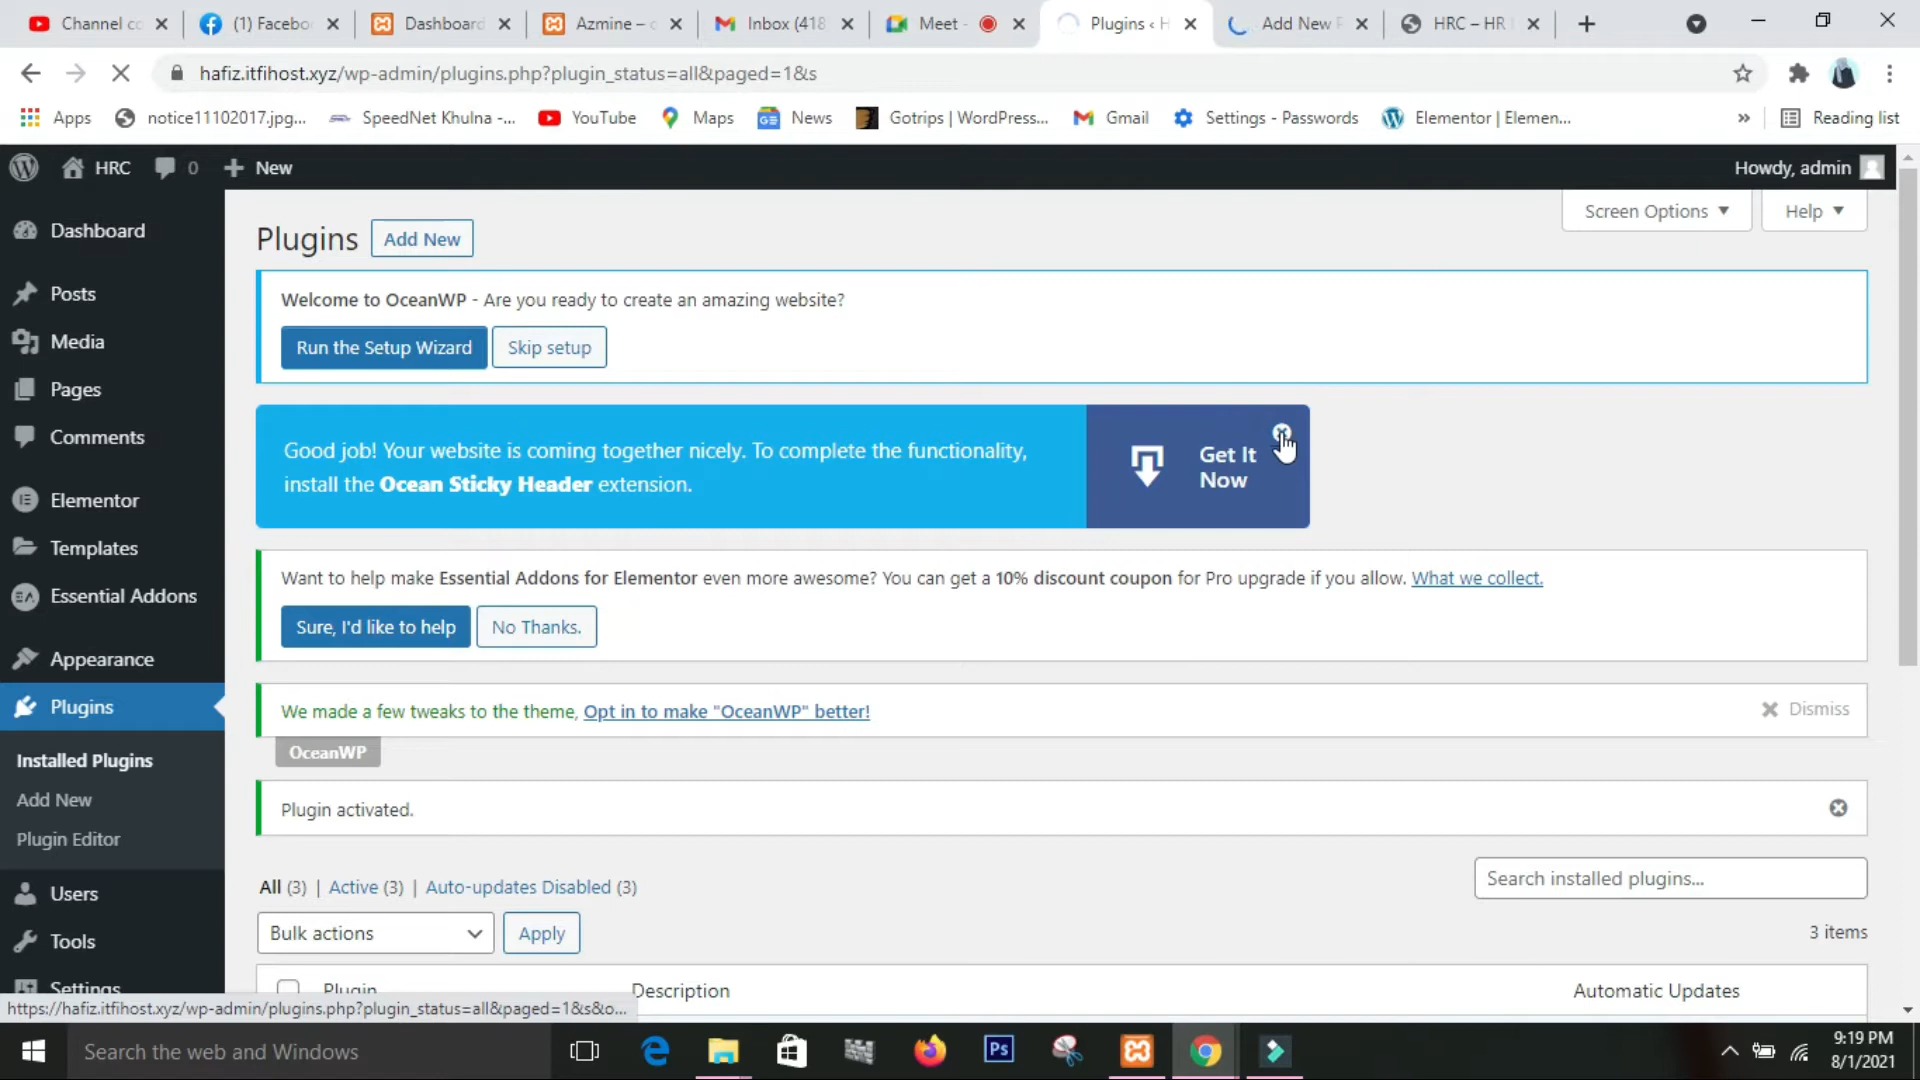 Channel cc
(1) Facebo
Dashboard
Azmine – c
Inbox (418
Meet -
Plugins ‹ H
Add New P
HRC – HR
hafiz.itfihost.xyz/wp-admin/plugins.php?plugin_status=all&paged=1&s
Apps
notice11102017.jpg...
SpeedNet Khulna -...
YouTube
Maps
News
Gotrips | WordPress...
Gmail
Settings - Passwords
Elementor | Elemen...
»
Reading list
HRC
0
New
Howdy, admin
Dashboard
Posts
Media
Pages
Comments
Elementor
Templates
Essential Addons
Appearance
Plugins
Installed Plugins
Add New
Plugin Editor
Users
Tools
Settings
Screen Options
Help
Plugins
Add New
Welcome to OceanWP - Are you ready to create an amazing website?
Run the Setup Wizard
Skip setup
Good job! Your website is coming together nicely. To complete the functionality,
install the Ocean Sticky Header extension.
Get It
Now
Want to help make Essential Addons for Elementor even more awesome? You can get a 10% discount coupon for Pro upgrade if you allow. What we collect.
Sure, I'd like to help
No Thanks.
We made a few tweaks to the theme, Opt in to make "OceanWP" better!
Dismiss
OceanWP
Plugin activated.
All (3) | Active (3) | Auto-updates Disabled (3)
Search installed plugins...
Bulk actions
Apply
3 items
Plugin
Description
Automatic Updates
https://hafiz.itfihost.xyz/wp-admin/plugins.php?plugin_status=all&paged=1&s&o...
Search the web and Windows
Ps
9:19 PM
8/1/2021